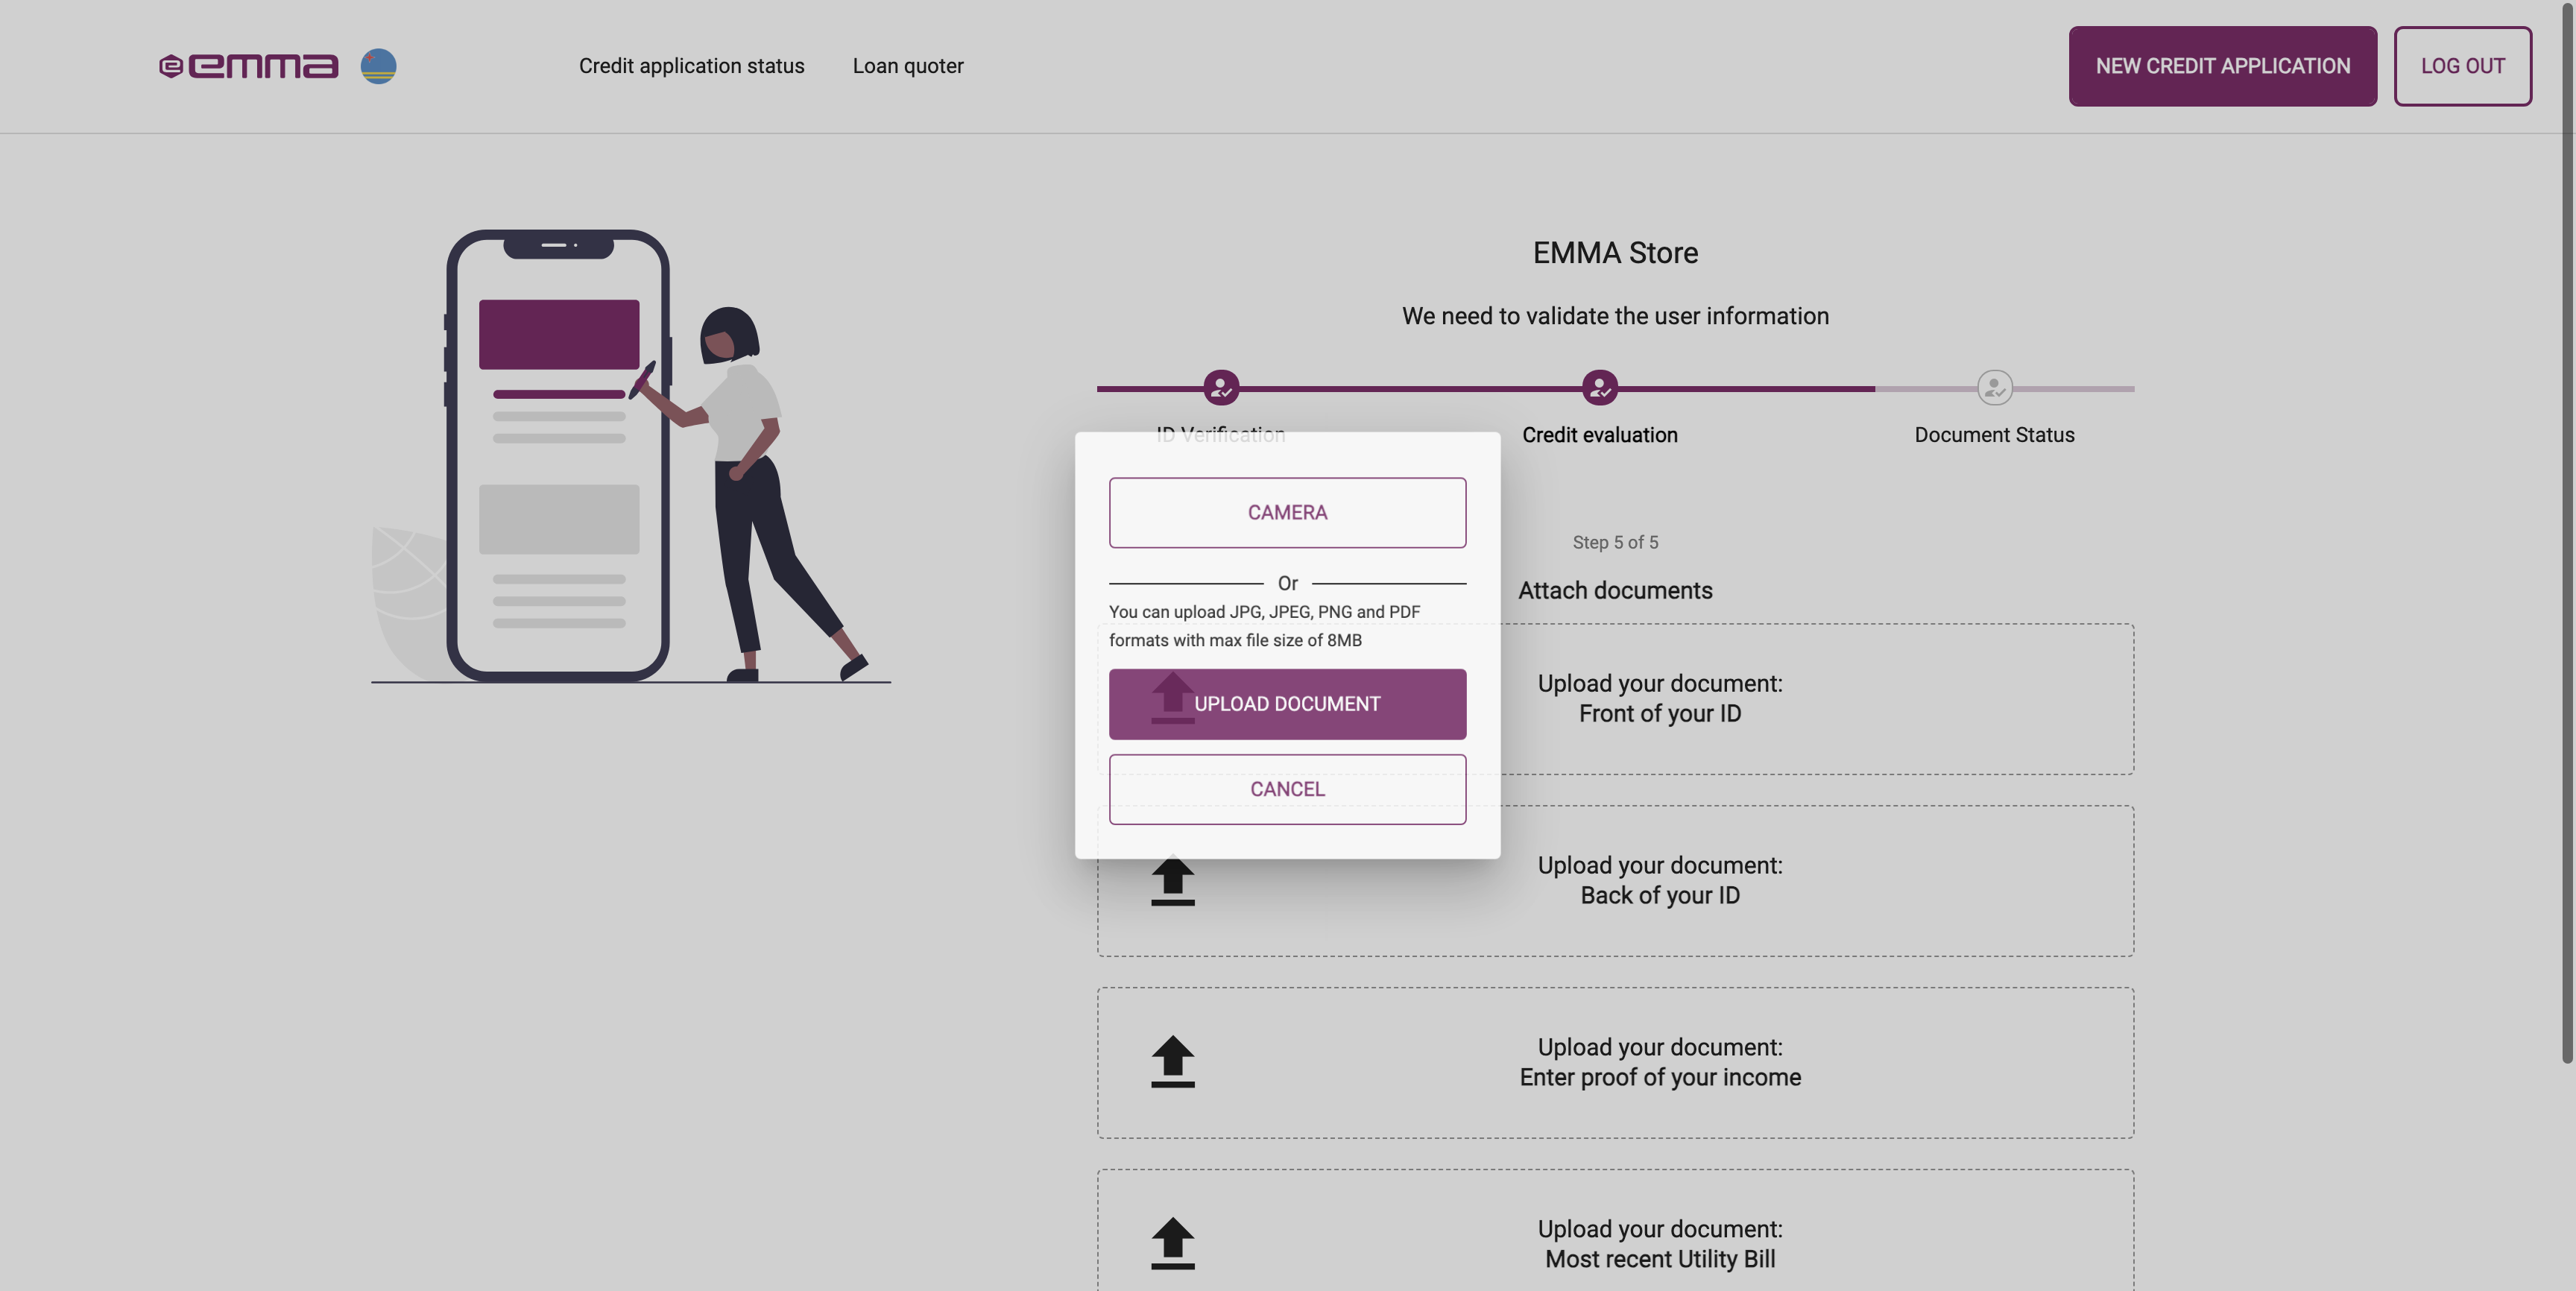 emma
Credit application status
Loan quoter
NEW CREDIT APPLICATION
LOG OUT
EMMA Store
We need to validate the user information
ID Verification
Credit evaluation
Document Status
CAMERA
Or
You can upload JPG, JPEG, PNG and PDF
formats with max file size of 8MB
UPLOAD DOCUMENT
CANCEL
Step 5 of 5
Attach documents
Upload your document:
Front of your ID
Upload your document:
Back of your ID
Upload your document:
Enter proof of your income
Upload your document:
Most recent Utility Bill